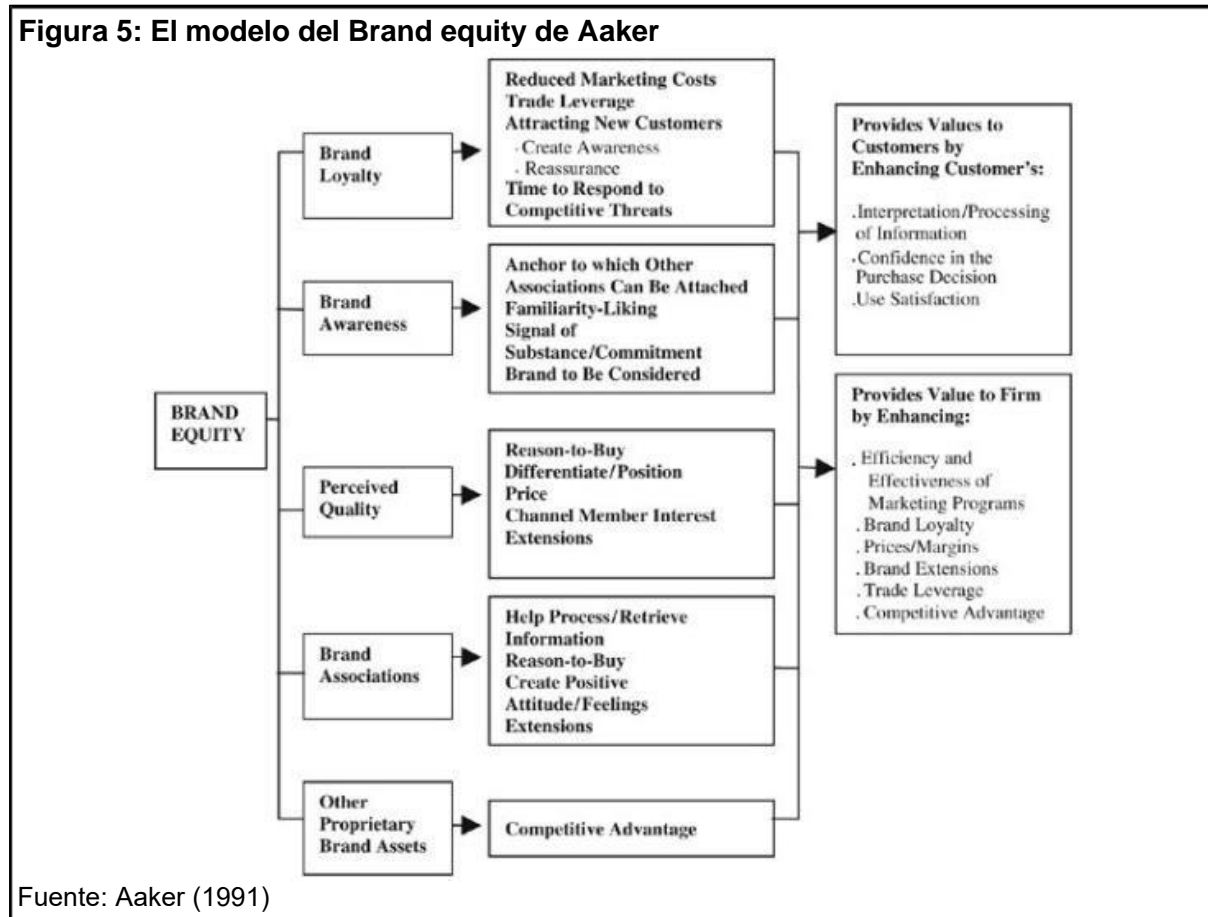 Figura 5: El modelo del Brand equity de Aaker
BRAND
EQUITY
Brand
Loyalty
Reduced Marketing Costs
Trade Leverage
Attracting New Customers
. Create Awareness
. Reassurance
Time to Respond to
Competitive Threats
Brand
Awareness
Anchor to which Other
Associations Can Be Attached
Familiarity-Liking
Signal of
Substance/Commitment
Brand to Be Considered
Perceived
Quality
Reason-to-Buy
Differentiate/Position
Price
Channel Member Interest
Extensions
Brand
Associations
Help Process/Retrieve
Information
Reason-to-Buy
Create Positive
Attitude/Feelings
Extensions
Other
Proprietary
Brand Assets
Competitive Advantage
Provides Values to
Customers by
Enhancing Customer's:
.Interpretation/Processing
of Information
.Confidence in the
Purchase Decision
.Use Satisfaction
Provides Value to Firm
by Enhancing:
. Efficiency and
Effectiveness of
Marketing Programs
. Brand Loyalty
.Prices/Margins
. Brand Extensions
.Trade Leverage
. Competitive Advantage
Fuente: Aaker (1991)